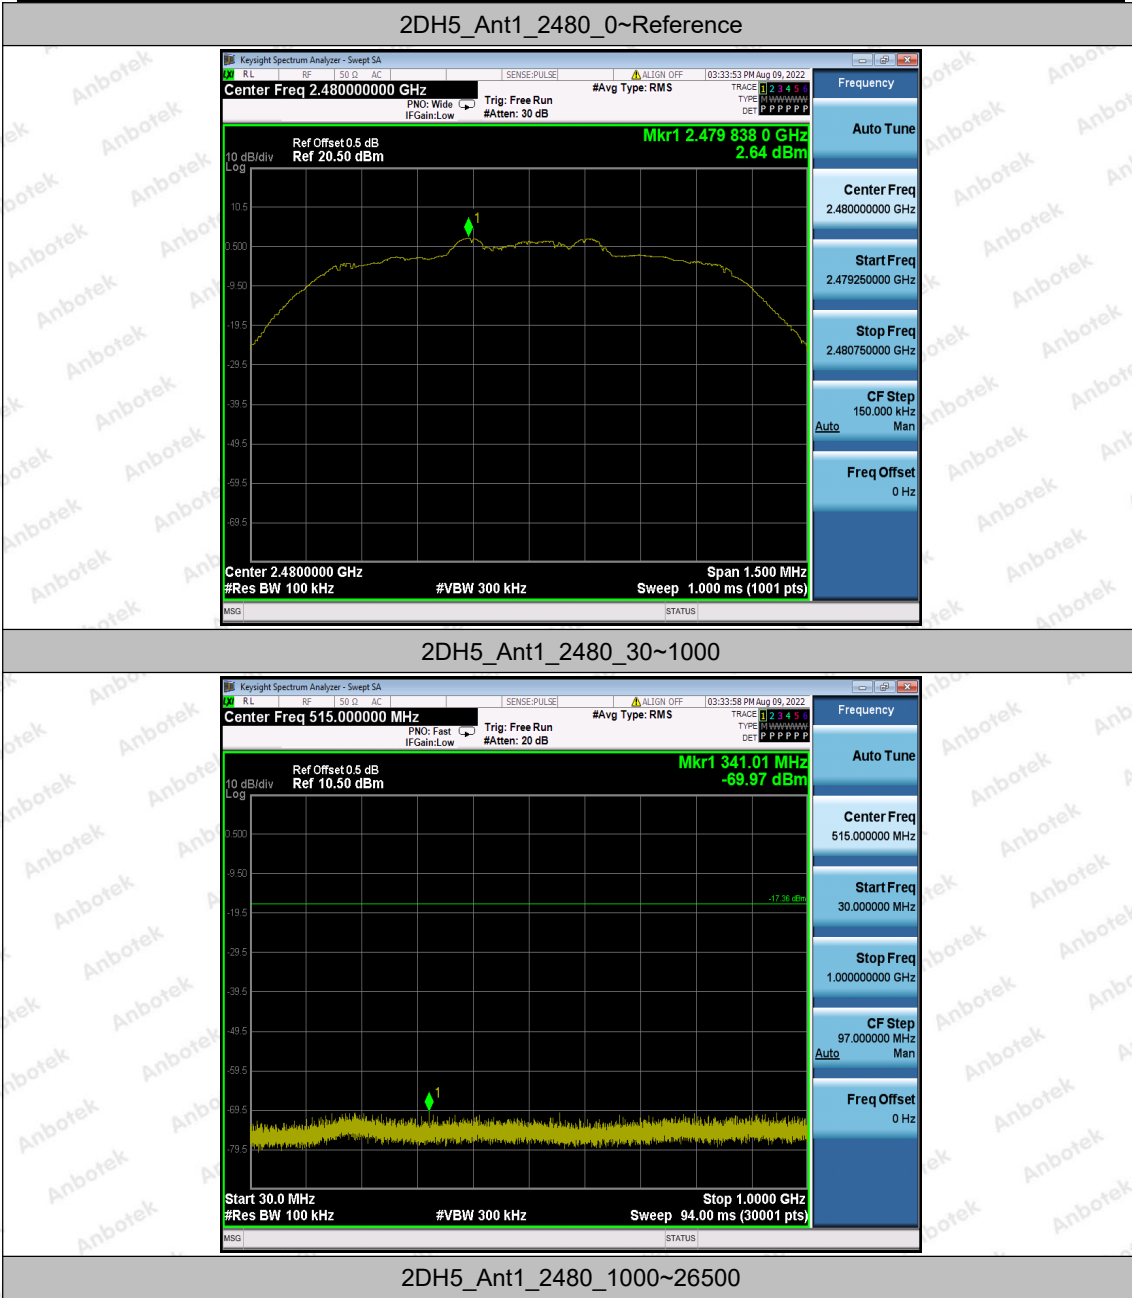 2DH5_Ant1_2480_0~Reference
Keysight Spectrum Analyzer - Swept SA
RL RF 50 Ω AC SENSE:PULSE ALIGN OFF 03:33:53 PM Aug 09, 2022
Center Freq 2.480000000 GHz #Avg Type: RMS TRACE 1 2 3 4 5 6
PNO: Wide Trig: Free Run TYPE M WWWWW
IFGain:Low #Atten: 30 dB DET P P P P P P
Mkr1 2.479 838 0 GHz
2.64 dBm
Ref Offset 0.5 dB
10 dB/div Ref 20.50 dBm
Log
10.5
1
0.500
-9.50
-19.5
-29.5
-39.5
-49.5
-59.5
-69.5
Center 2.4800000 GHz Span 1.500 MHz
#Res BW 100 kHz #VBW 300 kHz Sweep 1.000 ms (1001 pts)
MSG STATUS
Frequency
Auto Tune
Center Freq
2.480000000 GHz
Start Freq
2.479250000 GHz
Stop Freq
2.480750000 GHz
CF Step
150.000 kHz
Auto Man
Freq Offset
0 Hz
2DH5_Ant1_2480_30~1000
Keysight Spectrum Analyzer - Swept SA
RL RF 50 Ω AC SENSE:PULSE ALIGN OFF 03:33:58 PM Aug 09, 2022
Center Freq 515.000000 MHz #Avg Type: RMS TRACE 1 2 3 4 5 6
PNO: Fast Trig: Free Run TYPE M WWWWW
IFGain:Low #Atten: 20 dB DET P P P P P P
Mkr1 341.01 MHz
-69.97 dBm
Ref Offset 0.5 dB
10 dB/div Ref 10.50 dBm
Log
0.500
-9.50
-17.36 dBm
-19.5
-29.5
-39.5
-49.5
-59.5
1
-69.5
-79.5
Start 30.0 MHz Stop 1.0000 GHz
#Res BW 100 kHz #VBW 300 kHz Sweep 94.00 ms (30001 pts)
MSG STATUS
Frequency
Auto Tune
Center Freq
515.000000 MHz
Start Freq
30.000000 MHz
Stop Freq
1.000000000 GHz
CF Step
97.000000 MHz
Auto Man
Freq Offset
0 Hz
2DH5_Ant1_2480_1000~26500